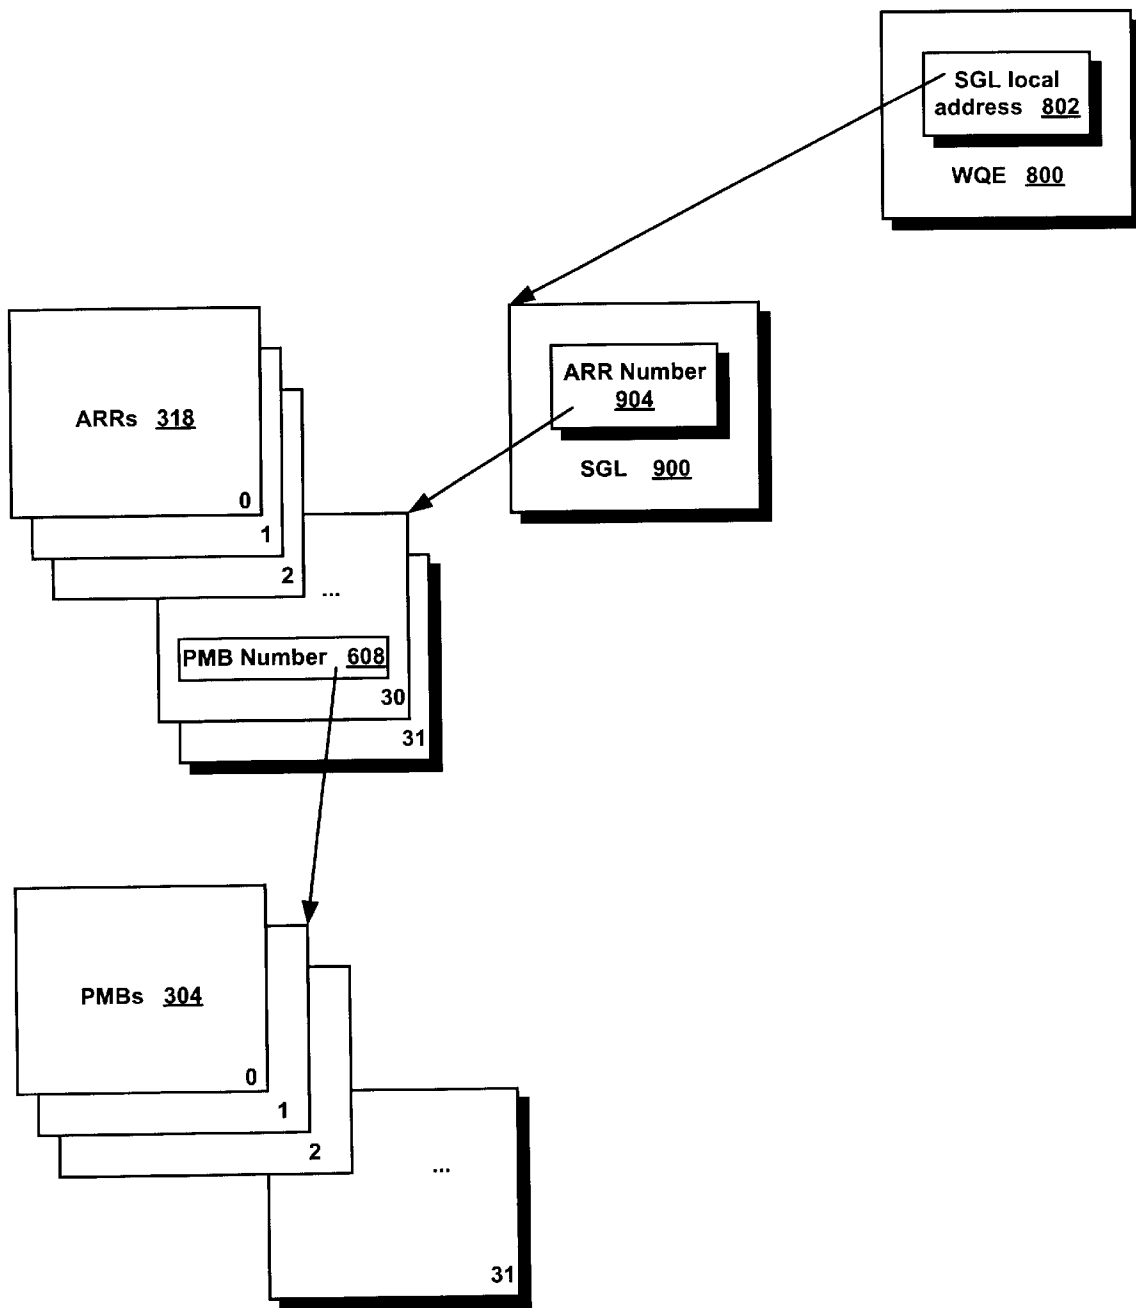 SGL local
address 802
WQE 800
ARR Number
904
SGL 900
ARRs 318
0
1
2
...
PMB Number 608
30
31
PMBs 304
0
1
2
...
31